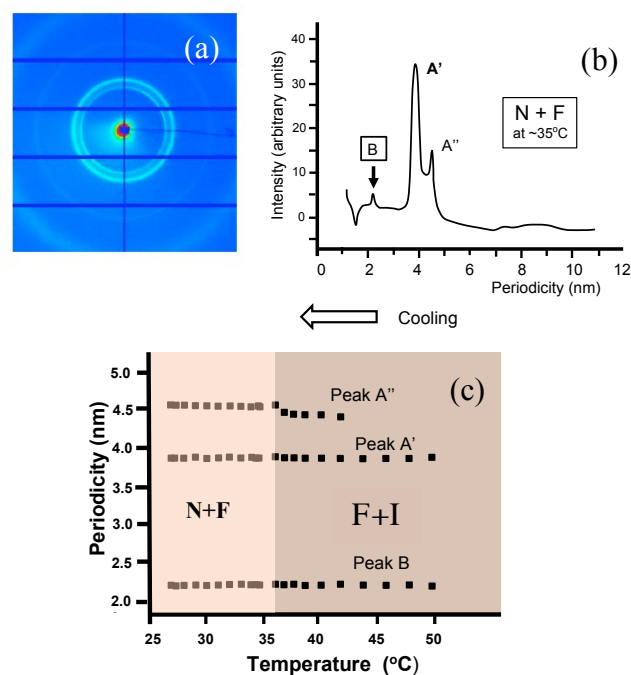 (a)
(b)
Intensity (arbitrary units)
40
30
20
10
0
A’
A’’
B
N + F
at ~35°C
0 2 4 6 8 10 12
Periodicity (nm)
Cooling
(c)
Periodicity (nm)
5.0
4.5
4.0
3.5
3.0
2.5
2.0
Peak A’’
Peak A’
N+F
F+I
Peak B
25 30 35 40 45 50
Temperature (°C)